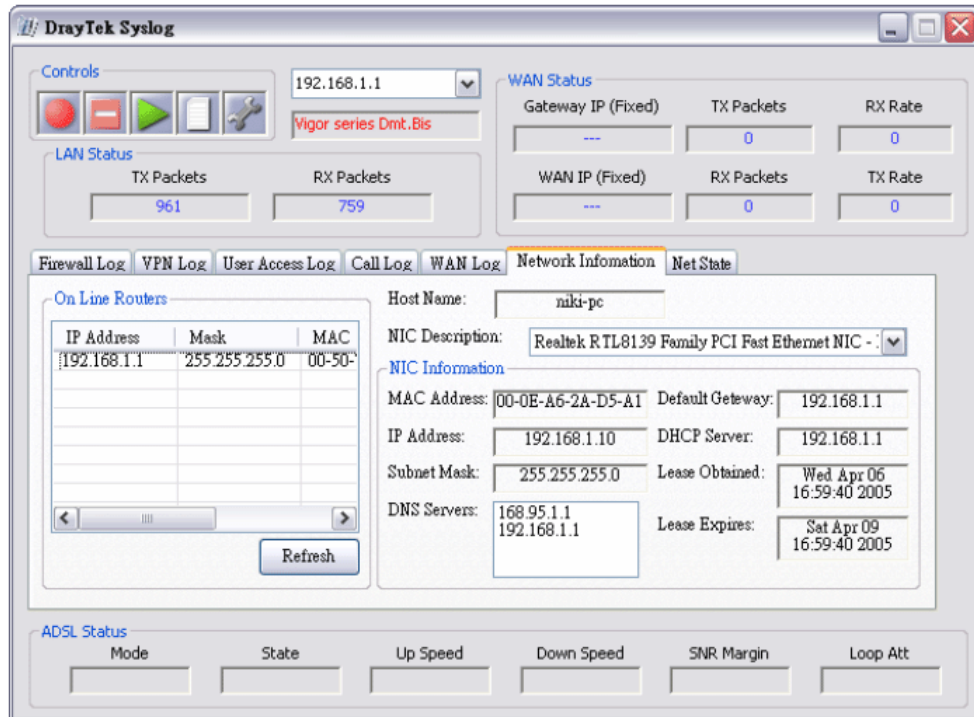 DrayTek Syslog
Controls
192.168.1.1
Vigor series Dmt.Bis
WAN Status
Gateway IP (Fixed) TX Packets RX Rate
--- 0 0
WAN IP (Fixed) RX Packets TX Rate
--- 0 0
LAN Status
TX Packets RX Packets
961 759
Firewall Log VPN Log User Access Log Call Log WAN Log Network Infomation Net State
On Line Routers
IP Address Mask MAC
192.168.1.1 255.255.255.0 00-50-
Refresh
Host Name: niki-pc
NIC Description: Realtek RTL8139 Family PCI Fast Ethernet NIC -
NIC Information
MAC Address: 00-0E-A6-2A-D5-A1 Default Geteway: 192.168.1.1
IP Address: 192.168.1.10 DHCP Server: 192.168.1.1
Subnet Mask: 255.255.255.0 Lease Obtained: Wed Apr 06
16:59:40 2005
DNS Servers: 168.95.1.1
192.168.1.1
Lease Expires: Sat Apr 09
16:59:40 2005
ADSL Status
Mode State Up Speed Down Speed SNR Margin Loop Att